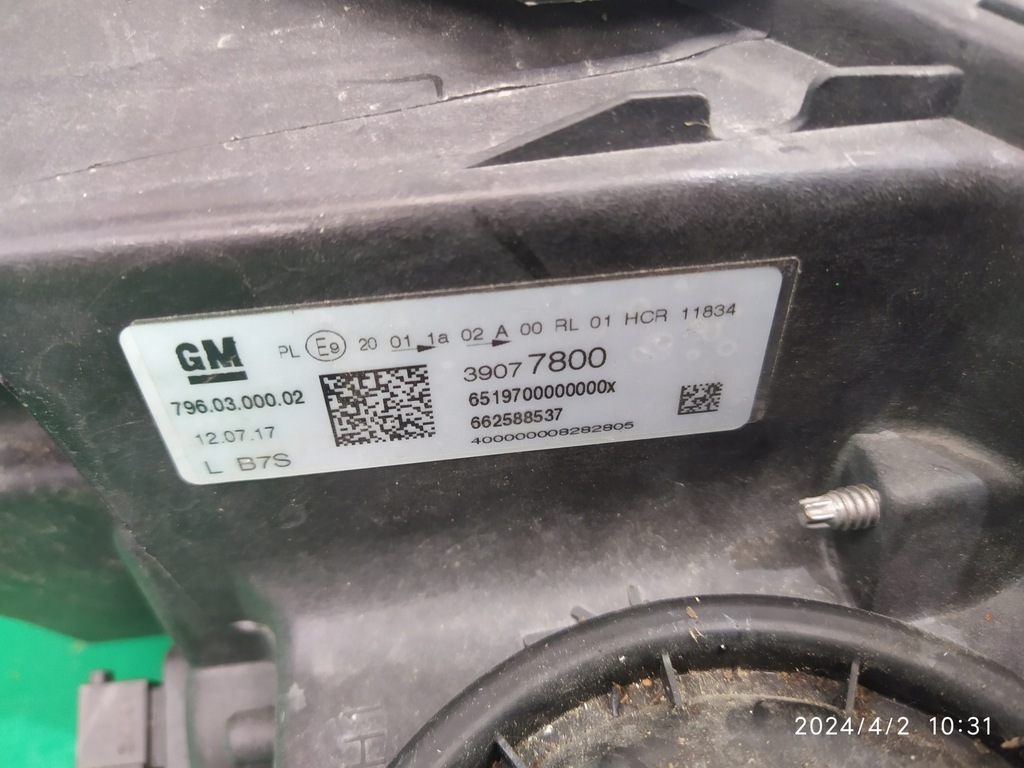 GM
PL E9 20 01 1a 02 A 00 RL 01 HCR 11834
39077800
796.03.000.02
6519700000000x
662588537
12.07.17
400000008282805
L B7S
2024/4/2 10:31